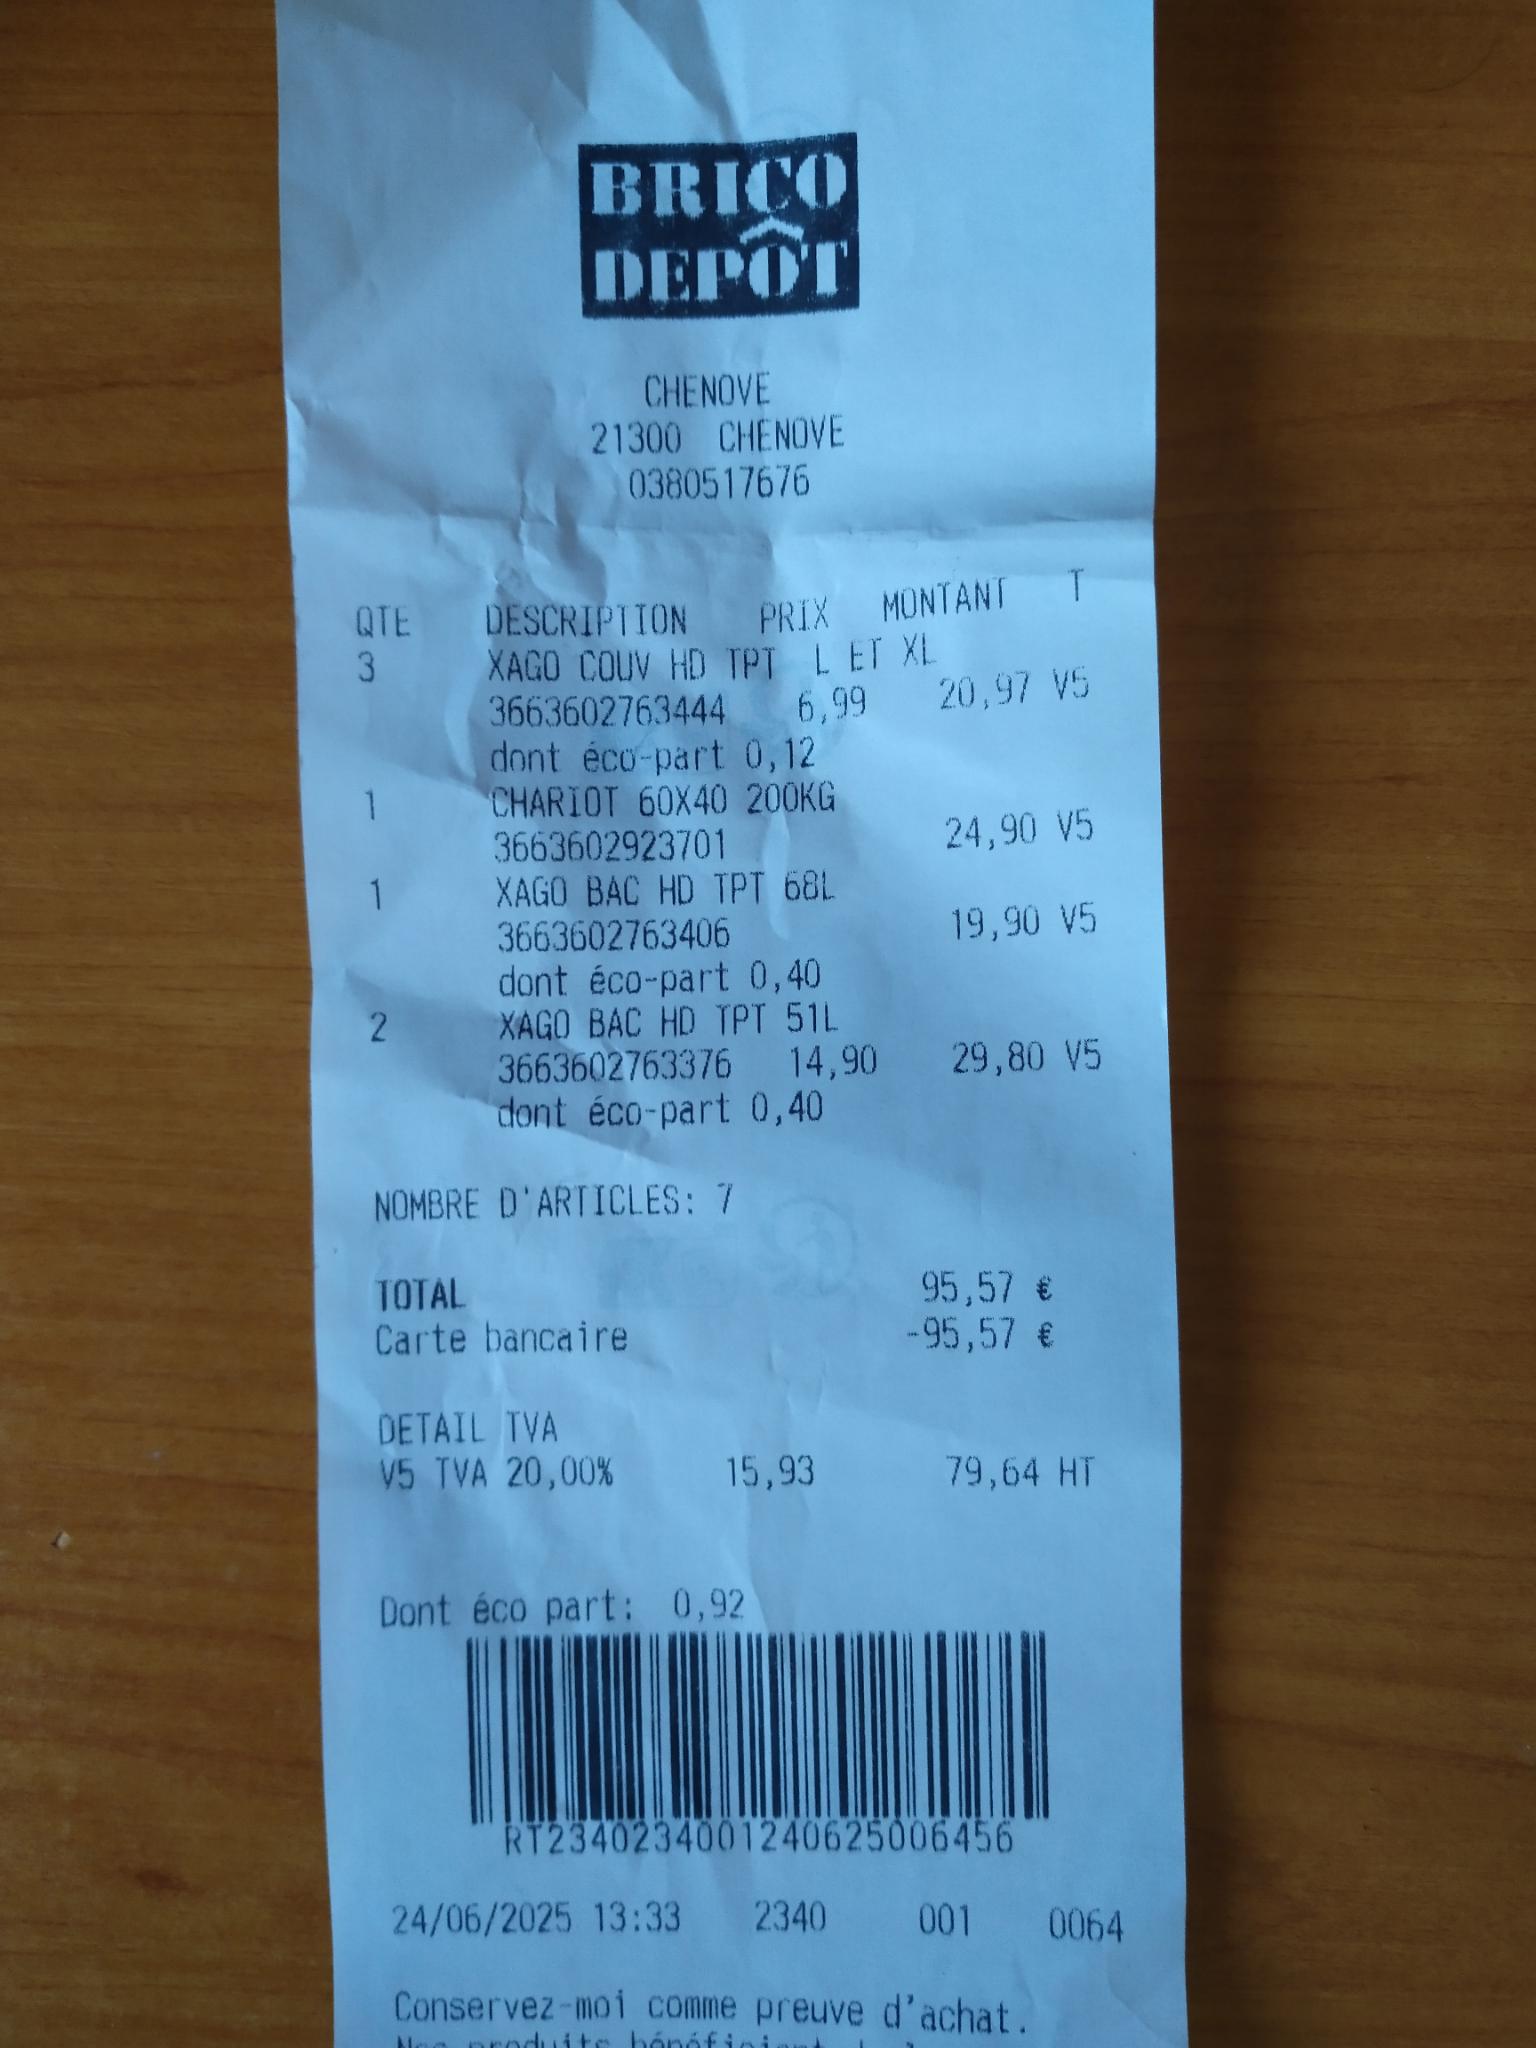 BRICO
DEPÔT
CHENOVE
21300 CHENOVE
0380517676
QTE DESCRIPTION PRIX MONTANT T
3 XAGO COUV HD TPT L ET XL
3663602763444 6,99 20,97 V5
dont éco-part 0,12
1 CHARIOT 60X40 200KG
3663602923701 24,90 V5
1 XAGO BAC HD TPT 68L
3663602763406 19,90 V5
dont éco-part 0,40
2 XAGO BAC HD TPT 51L
3663602763376 14,90 29,80 V5
dont éco-part 0,40
NOMBRE D'ARTICLES: 7
TOTAL 95,57 €
Carte bancaire -95,57 €
DETAIL TVA
V5 TVA 20,00% 15,93 79,64 HT
Dont éco part: 0,92
RT2340234001240625006456
24/06/2025 13:33 2340 001 0064
Conservez-moi comme preuve d'achat.
Nos produits bénéficient